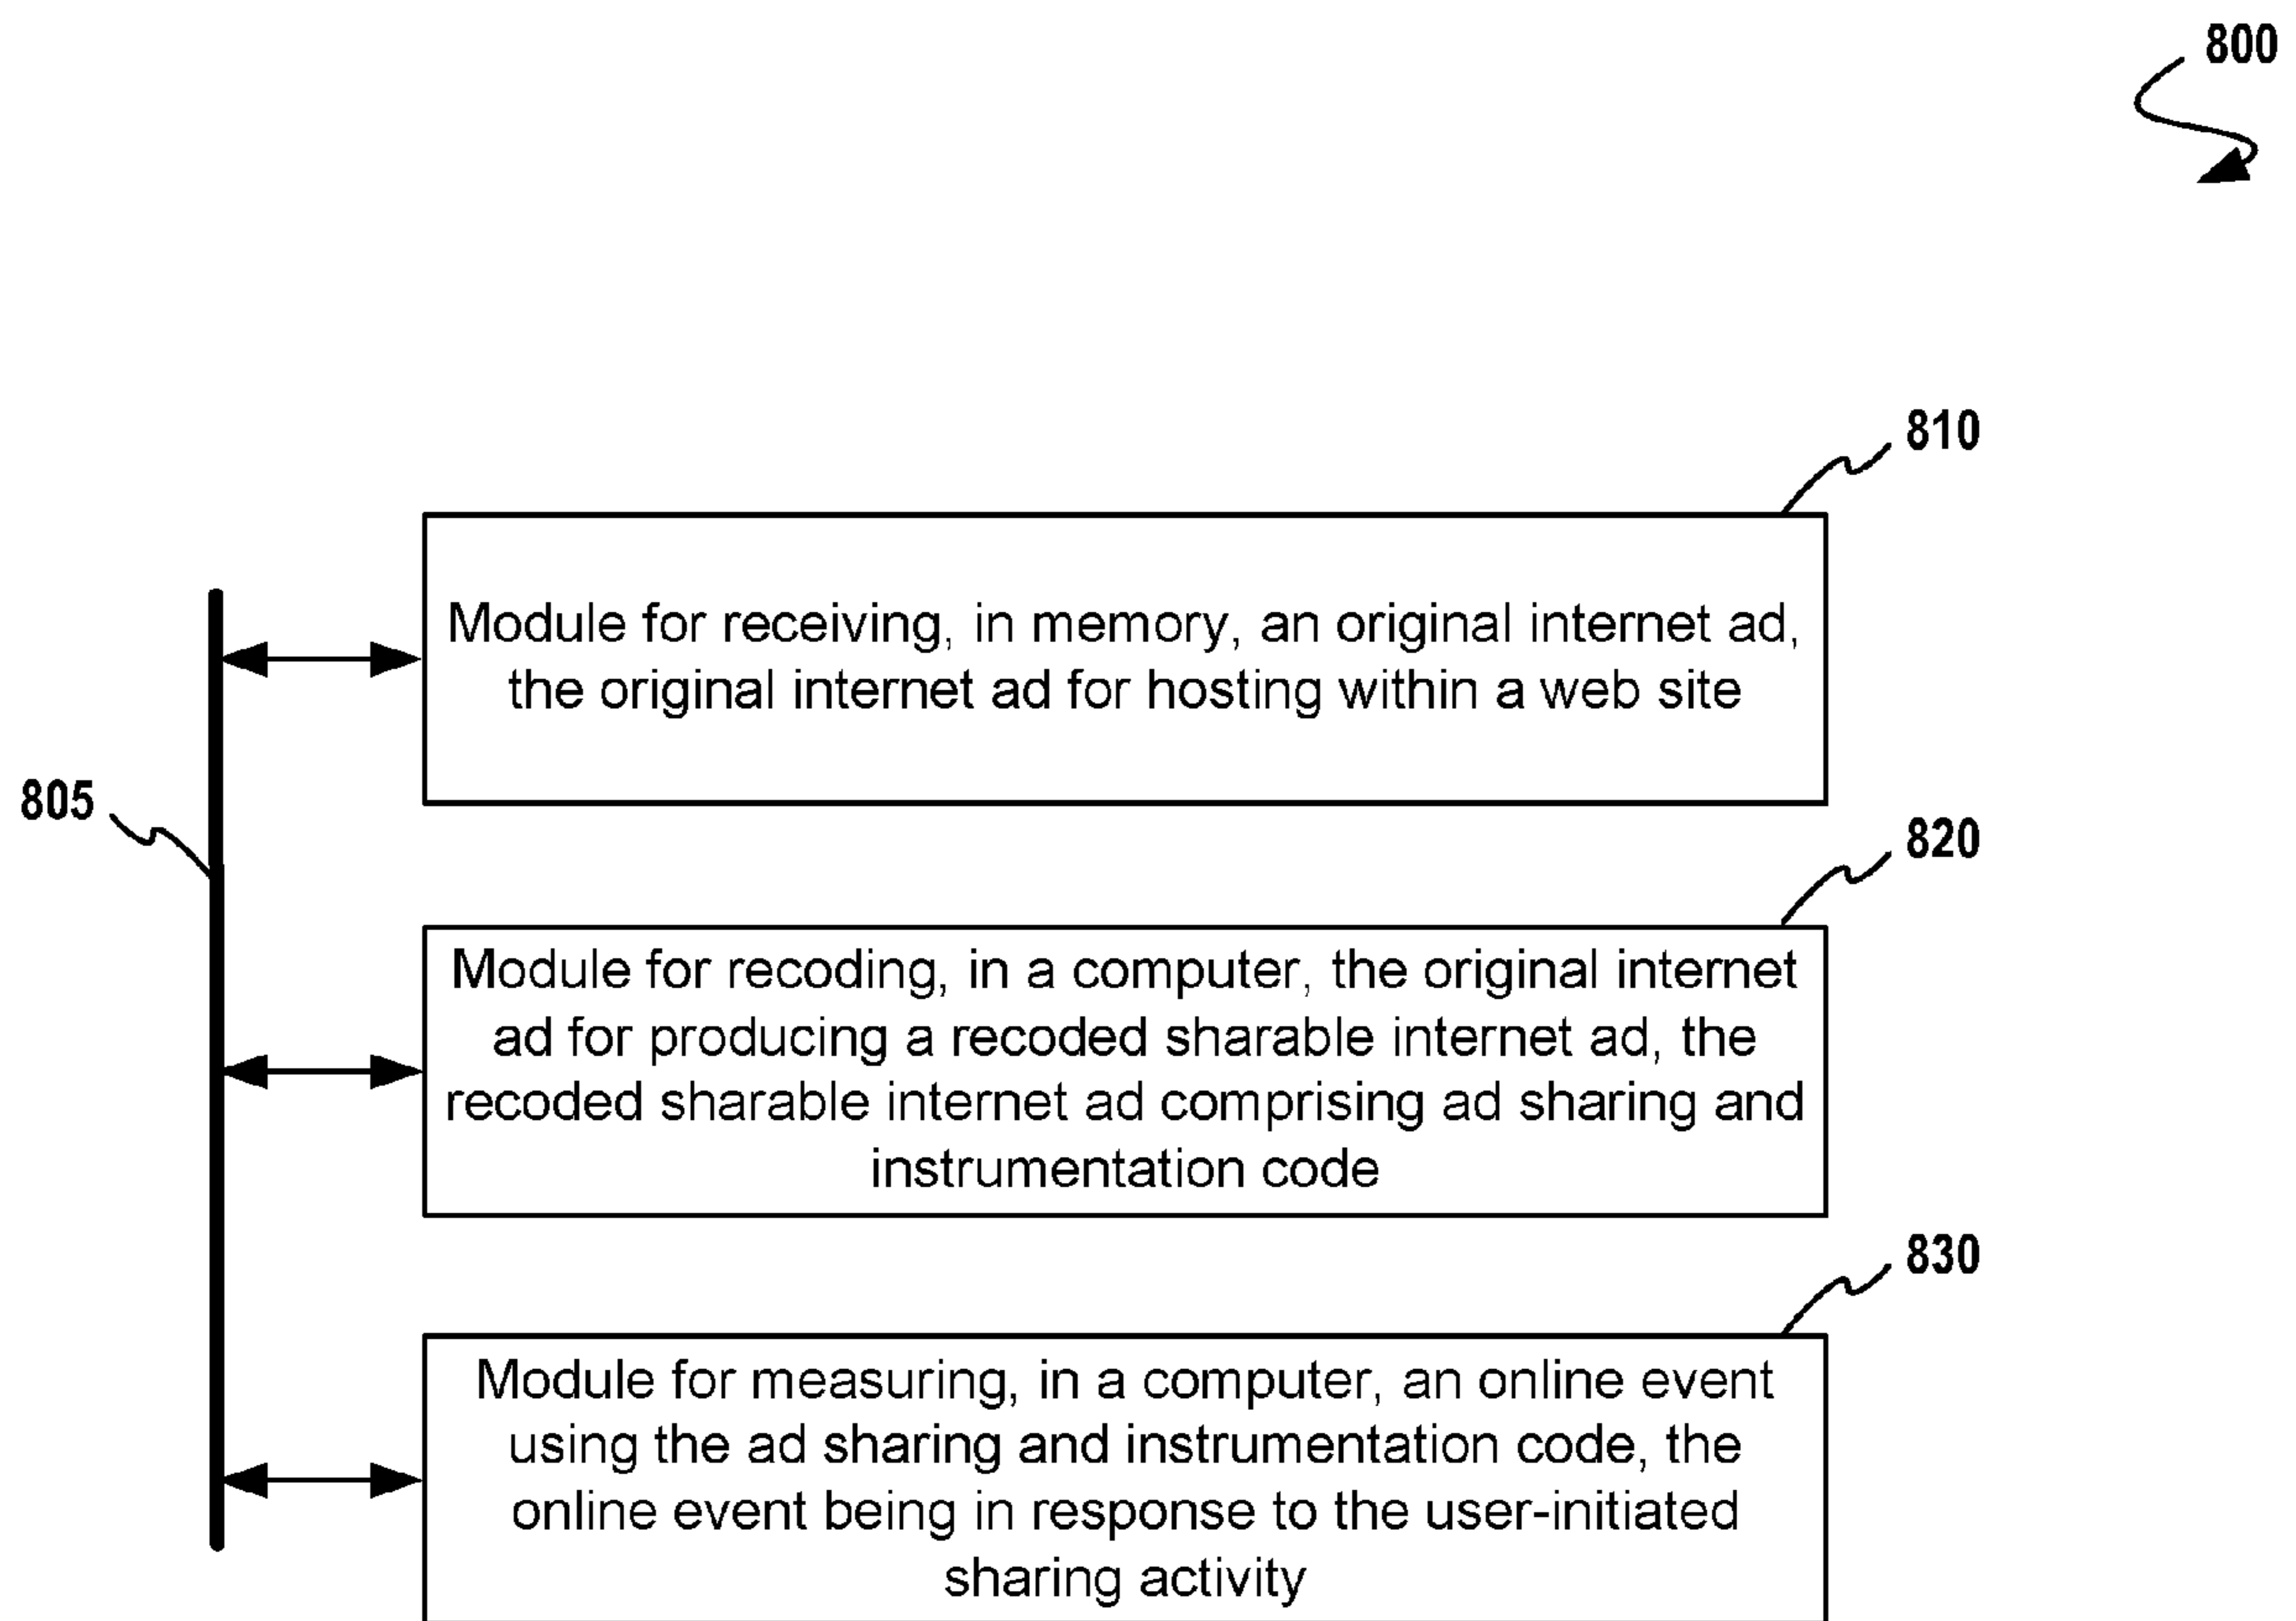 800
810
Module for receiving, in memory, an original internet ad,
the original internet ad for hosting within a web site
805
820
Module for recoding, in a computer, the original internet
ad for producing a recoded sharable internet ad, the
recoded sharable internet ad comprising ad sharing and
instrumentation code
830
Module for measuring, in a computer, an online event
using the ad sharing and instrumentation code, the
online event being in response to the user-initiated
sharing activity